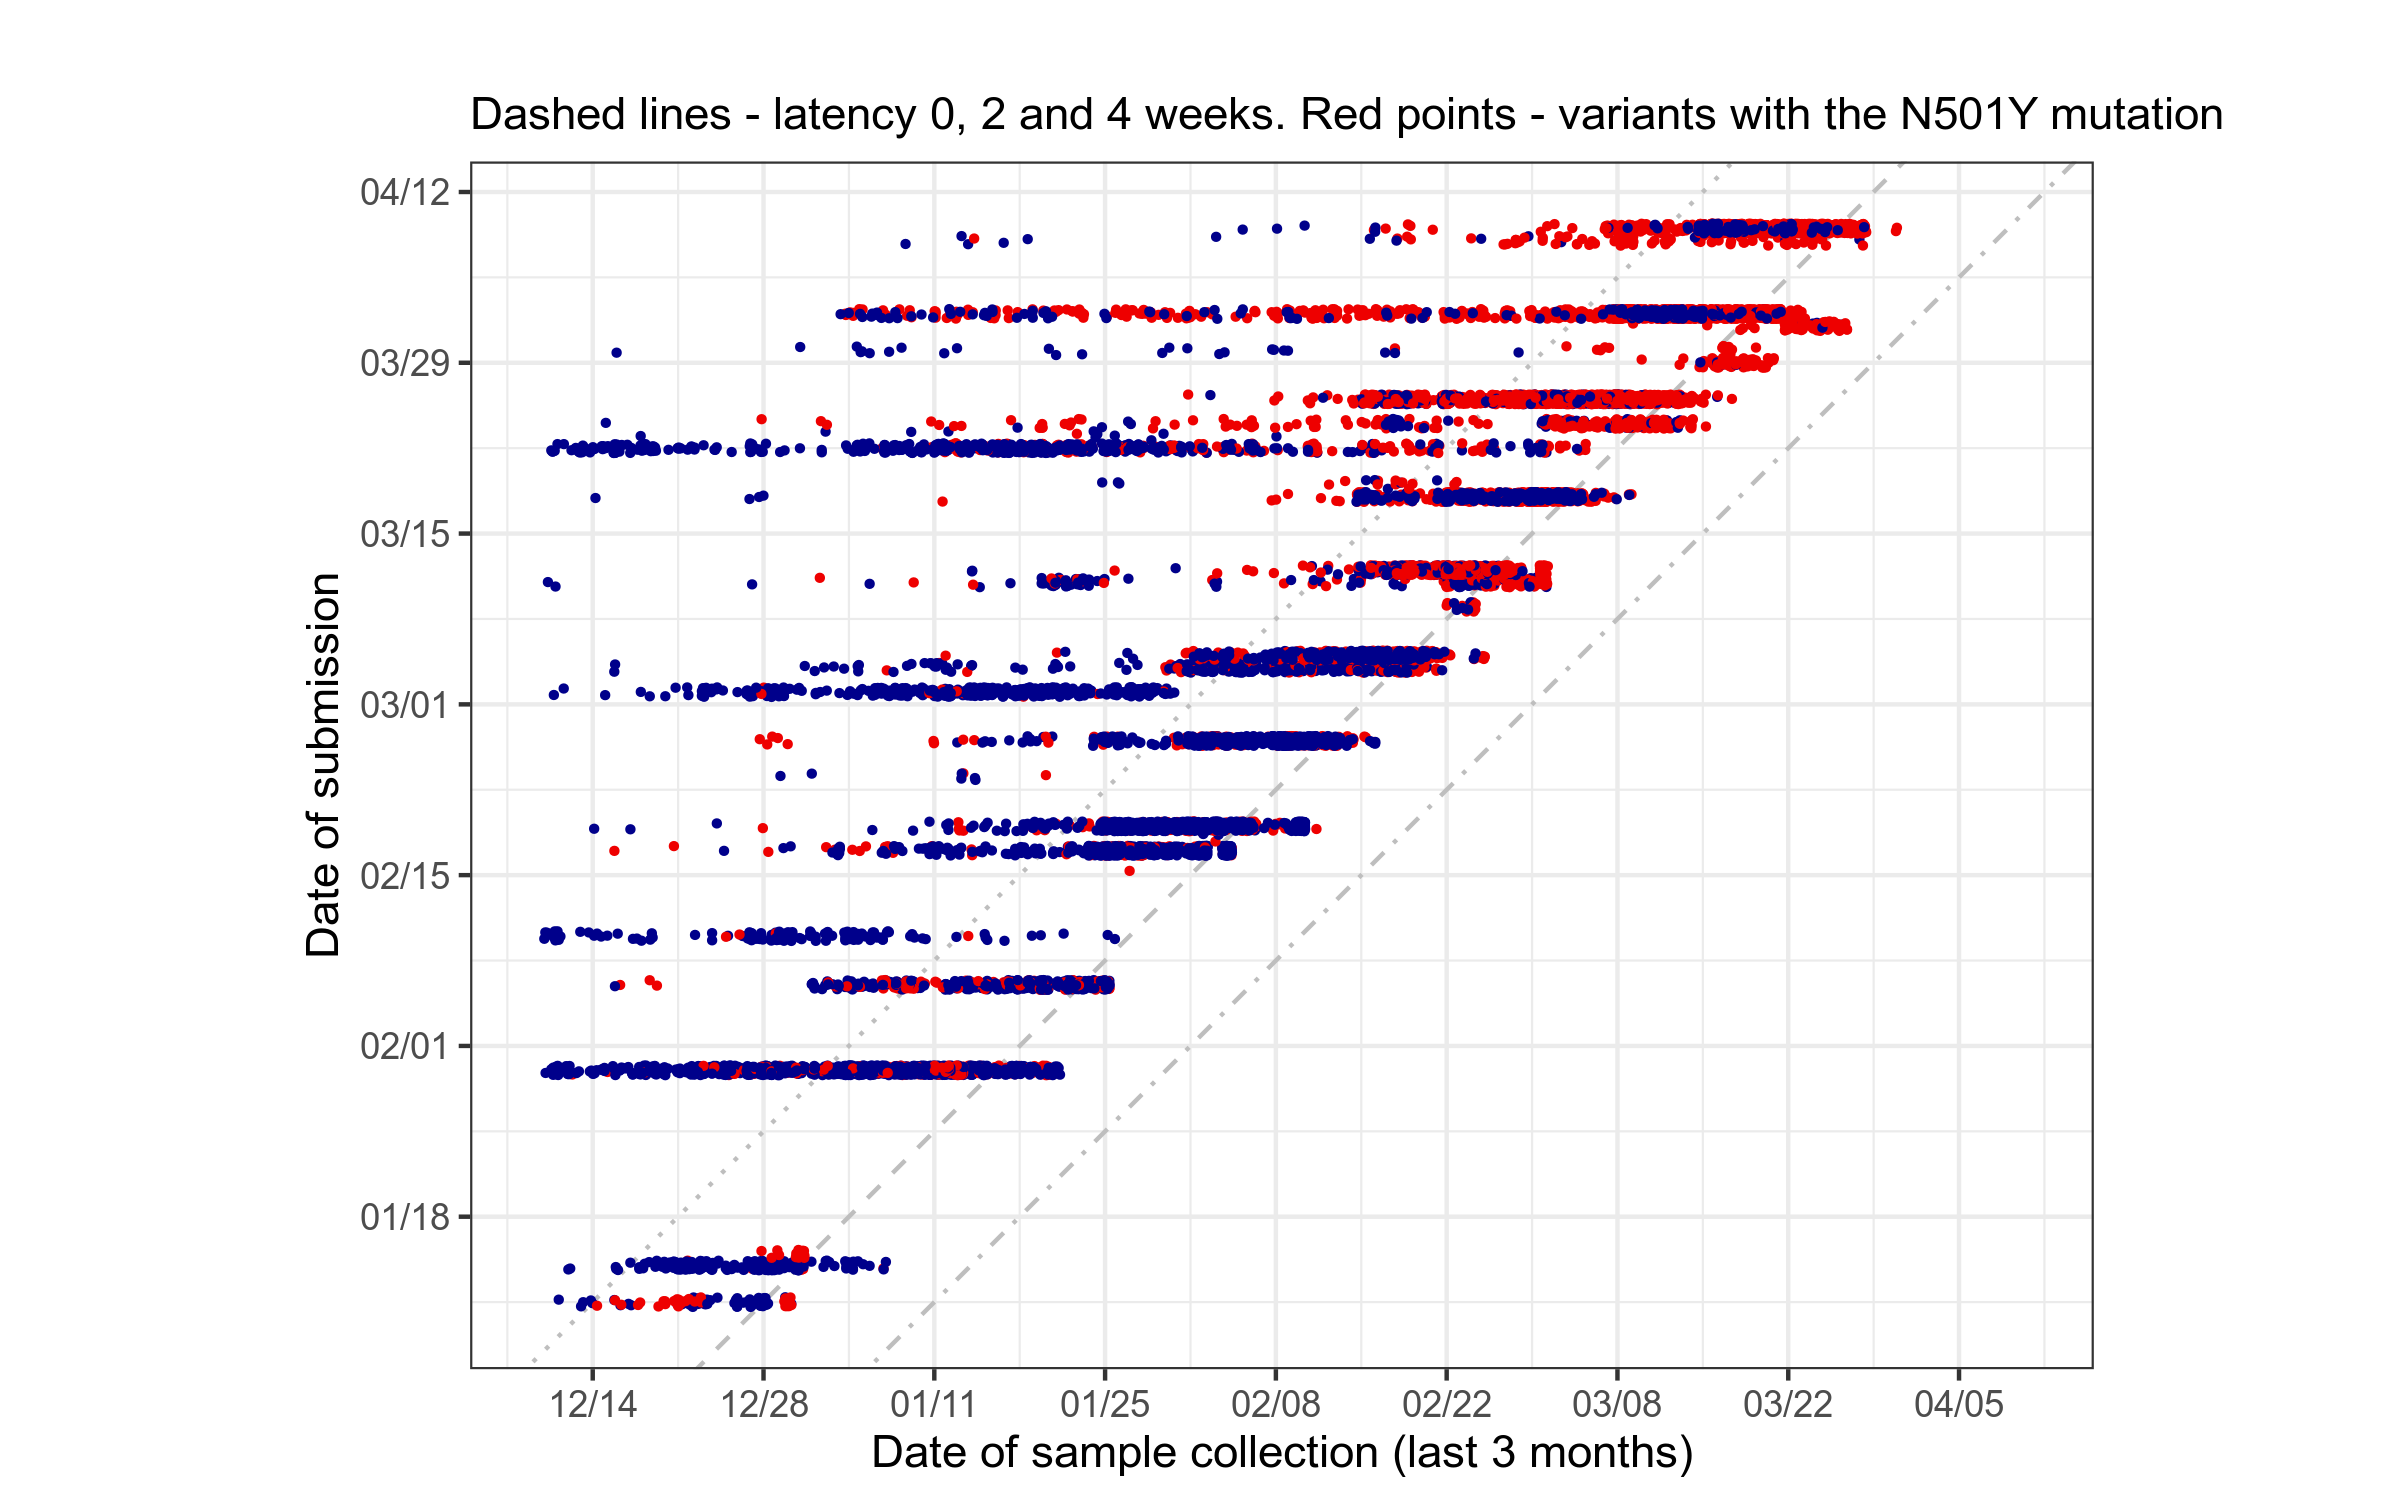 Dashed lines - latency 0, 2 and 4 weeks. Red points - variants with the N501Y mutation
04/12
03/29
03/15
03/01
02/15
02/01
01/18
Date of submission
12/14 12/28 01/11 01/25 02/08 02/22 03/08 03/22 04/05
Date of sample collection (last 3 months)